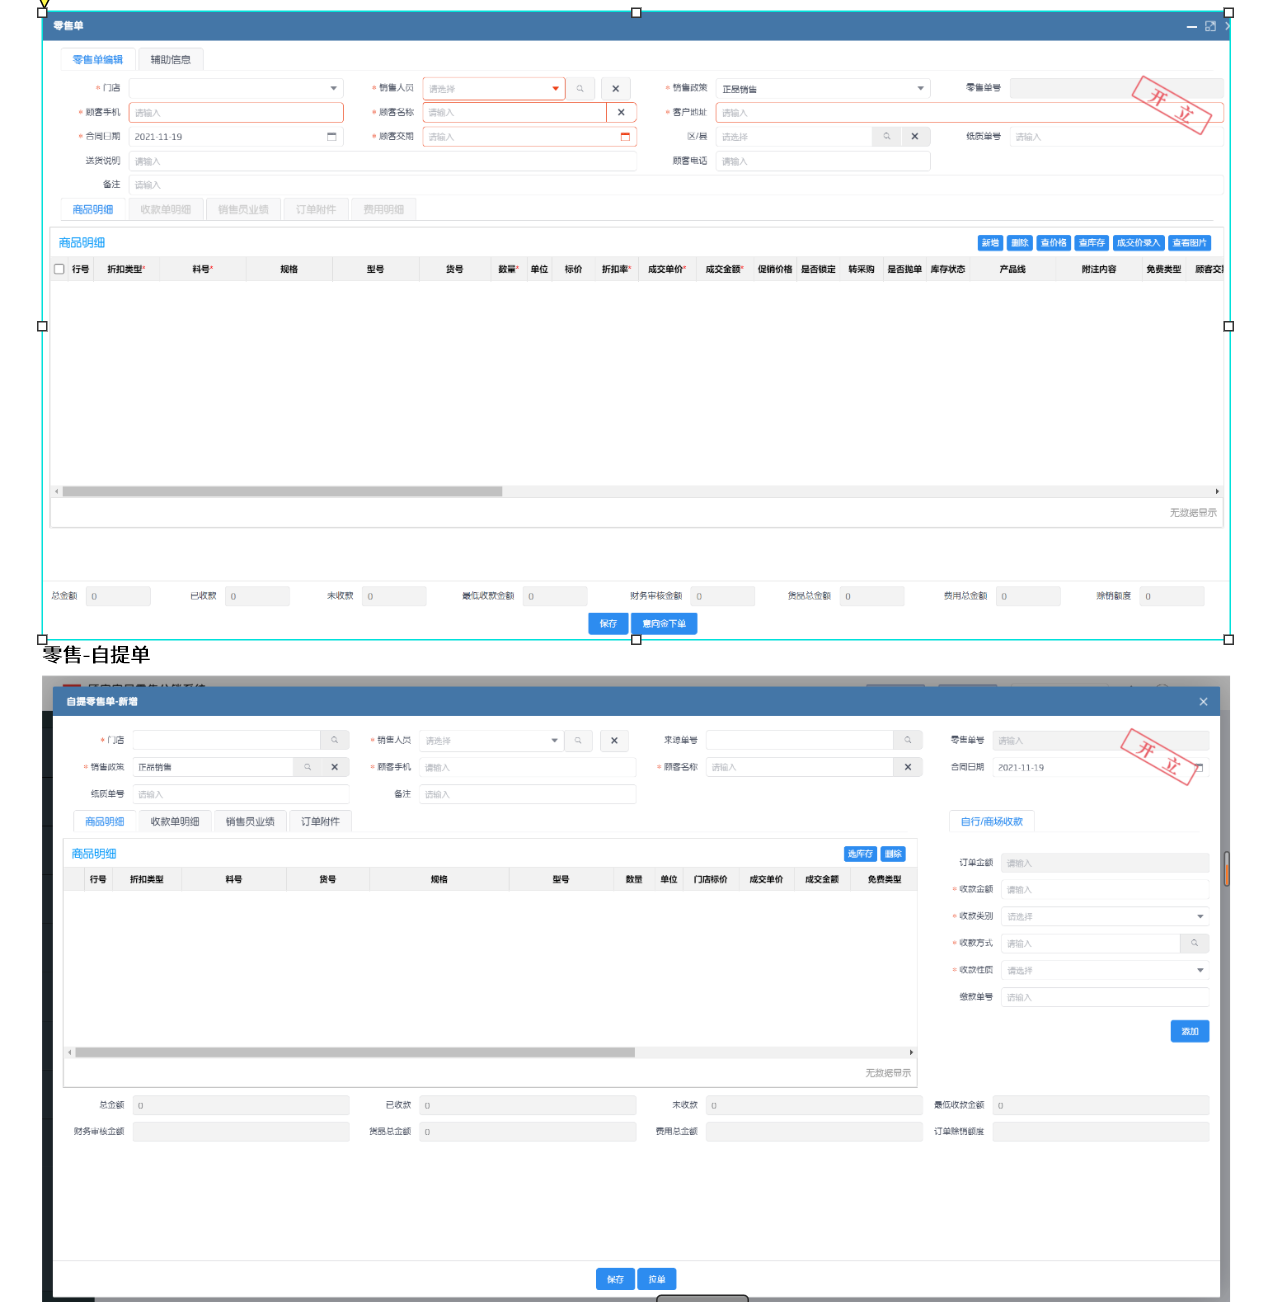 零售单
零售单编辑 辅助信息
* 门店 * 销售人员 请选择 * 销售政策 正品销售 零售单号
* 顾客手机 请输入 * 顾客名称 请输入 * 客户地址 请输入
开立
* 合同日期 2021-11-19 * 顾客交期 请输入 区/县 请选择 纸质单号 请输入
送货说明 请输入 顾客电话 请输入
备注 请输入
商品明细 收款单明细 销售员业绩 订单附件 费用明细
商品明细 新增 删除 查价格 查库存 成交价录入 查看图片
行号 折扣类型* 料号* 规格 型号 货号 数量* 单位 标价 折扣率* 成交单价* 成交金额* 促销价格 是否锁定 转采购 是否抛单 库存状态 产品线 附注内容 免费类型 顾客交
无数据显示
总金额 0 已收款 0 未收款 0 最低收款金额 0 财务审核金额 0 货品总金额 0 费用总金额 0 赊销额度 0
保存 意向金下单
零售-自提单
自提零售单-新增
* 门店 * 销售人员 请选择 来源单号 零售单号 请输入
开立
* 销售政策 正品销售 * 顾客手机 请输入 * 顾客名称 请输入 合同日期 2021-11-19
纸质单号 请输入 备注 请输入
商品明细 收款单明细 销售员业绩 订单附件 自行/商场收款
商品明细 选库存 删除
行号 折扣类型 料号 货号 规格 型号 数量 单位 门店标价 成交单价 成交金额 免费类型
订单金额 请输入
* 收款金额 请输入
* 收款类别 请选择
* 收款方式 请输入
* 收款性质 请选择
缴款单号 请输入
添加
无数据显示
总金额 0 已收款 0 未收款 0 最低收款金额 0
财务审核金额 货品总金额 0 费用总金额 订单赊销额度
保存 拉单